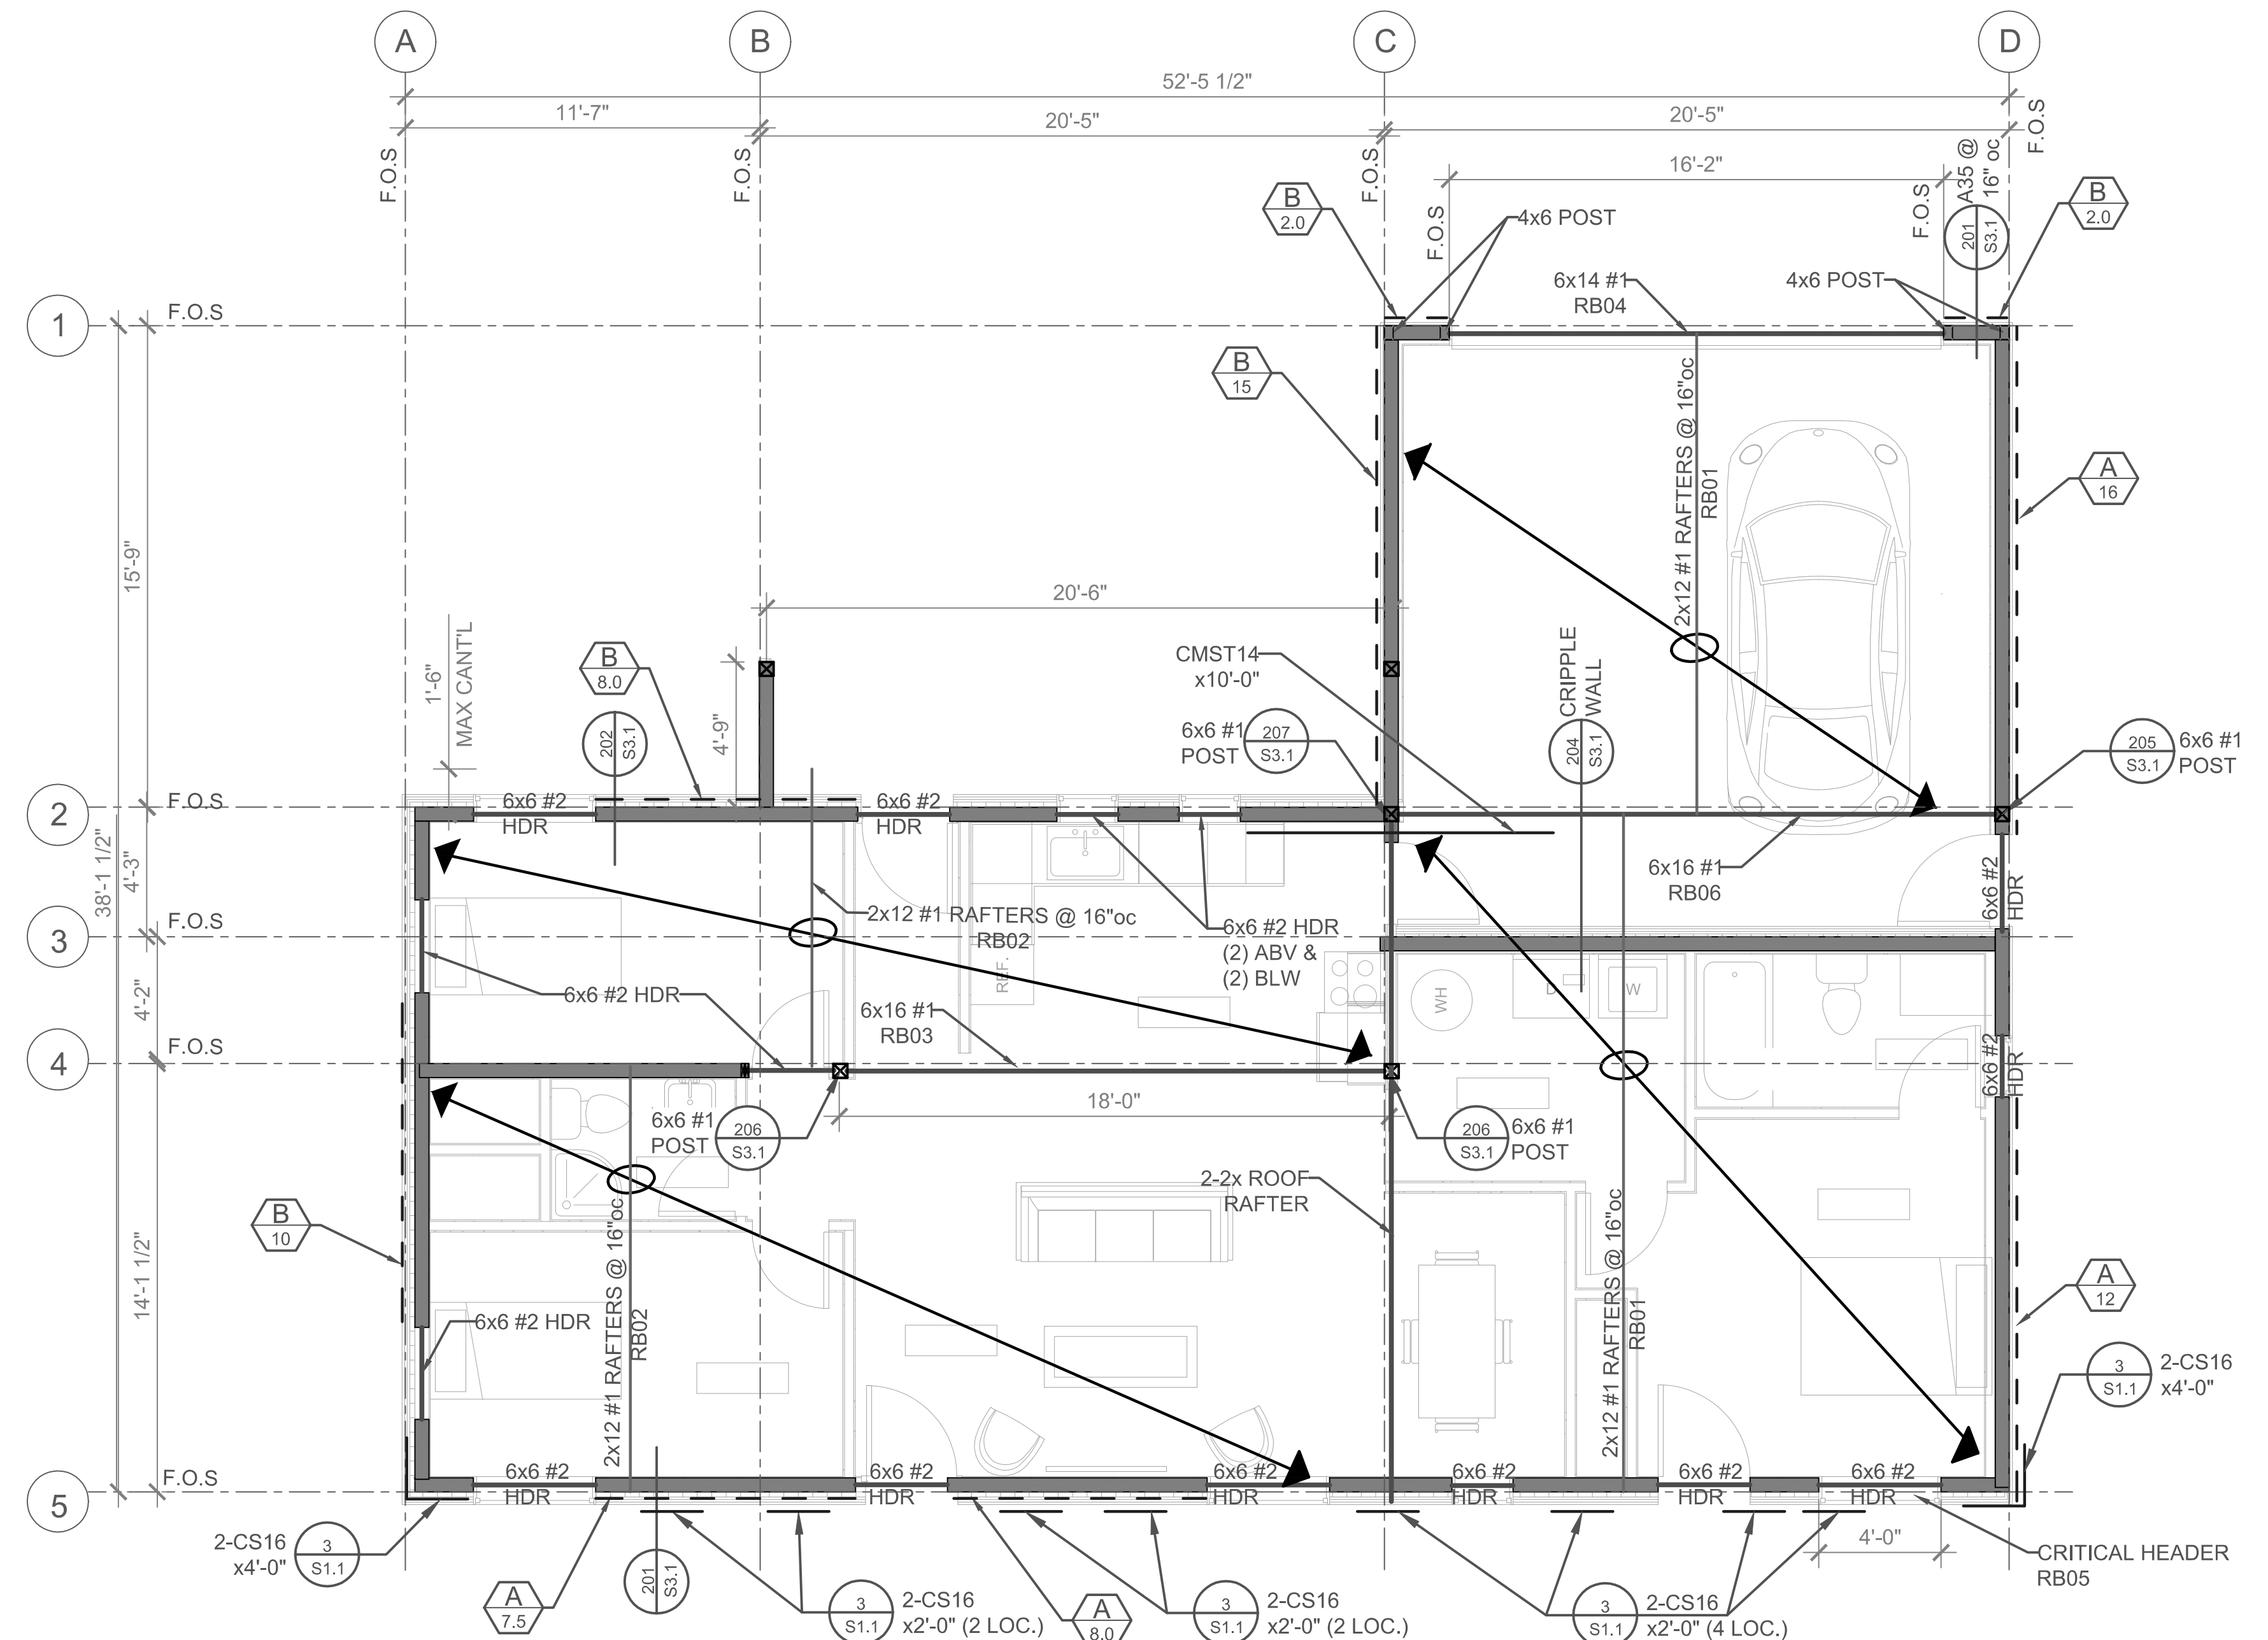 A
B
C
D
52'-5 1/2"
11'-7"
20'-5"
20'-5"
F.O.S
F.O.S
F.O.S
F.O.S
16'-2"
F.O.S
F.O.S
A35 @
16" oc
201
S3.1
B
2.0
B
2.0
4x6 POST
6x14 #1
RB04
4x6 POST
1
F.O.S
B
15
2x12 #1 RAFTERS @ 16"oc
RB01
A
16
15'-9"
20'-6"
1'-6"
MAX CANT'L
B
8.0
202
S3.1
4'-9"
CMST14
x10'-0"
6x6 #1
POST
207
S3.1
CRIPPLE
WALL
204
S3.1
205
S3.1
6x6 #1
POST
2
F.O.S
6x6 #2
HDR
6x6 #2
HDR
38'-1 1/2"
4'-3"
6x16 #1
RB06
6x6 #2
HDR
2x12 #1 RAFTERS @ 16"oc
RB02
6x6 #2 HDR
(2) ABV &
(2) BLW
3
F.O.S
REF.
WH
D
W
4'-2"
6x6 #2 HDR
6x16 #1
RB03
4
F.O.S
6x6 #2
HDR
18'-0"
6x6 #1
POST
206
S3.1
206
S3.1
6x6 #1
POST
2-2x ROOF
RAFTER
B
10
14'-1 1/2"
2x12 #1 RAFTERS @ 16"oc
RB02
2x12 #1 RAFTERS @ 16"oc
RB01
6x6 #2 HDR
A
12
3
S1.1
2-CS16
x4'-0"
5
F.O.S
6x6 #2
HDR
6x6 #2
HDR
6x6 #2
HDR
6x6 #2
HDR
6x6 #2
HDR
6x6 #2
HDR
4'-0"
2-CS16
x4'-0"
3
S1.1
CRITICAL HEADER
RB05
A
7.5
201
S3.1
3
S1.1
2-CS16
x2'-0" (2 LOC.)
A
8.0
3
S1.1
2-CS16
x2'-0" (2 LOC.)
3
S1.1
2-CS16
x2'-0" (4 LOC.)